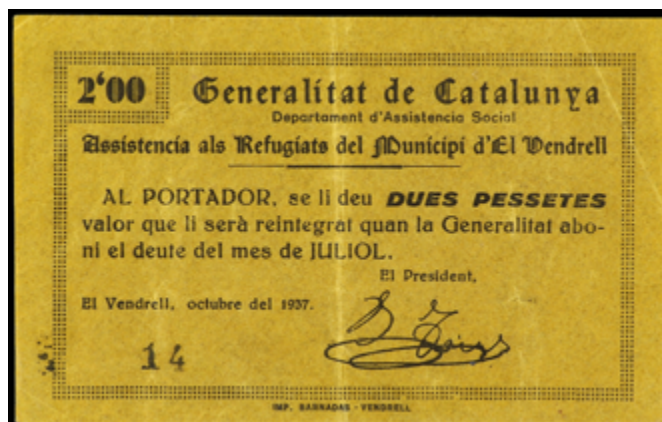 2'00 Generalitat de Catalunya
Departament d'Assistencia Social
Assistencia als Refugiats del Municipi d'El Vendrell
AL PORTADOR, se li deu DUES PESSETES
valor que li serà reintegrat quan la Generalitat abo-
ni el deute del mes de JULIOL.
El President,
El Vendrell, octubre del 1937.
14
IMP. BARNADAS - VENDRELL